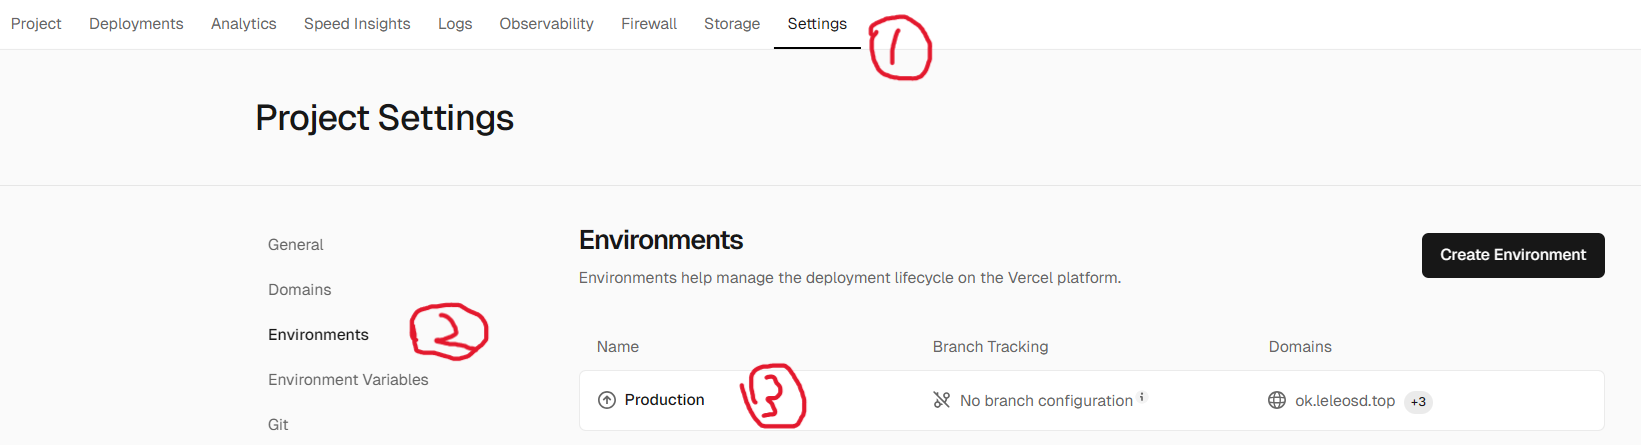 Project Deployments Analytics Speed Insights Logs Observability Firewall Storage Settings 1
Project Settings
General
Domains
Environments 2
Environment Variables
Git
Environments
Create Environment
Environments help manage the deployment lifecycle on the Vercel platform.
Name Branch Tracking Domains
Production 3 No branch configuration i ok.leleosd.top +3